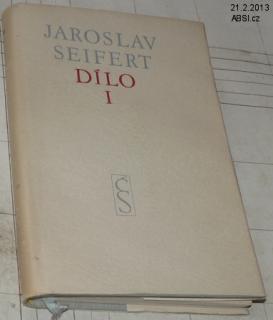 21.2.2013
ABSI.cz
JAROSLAV
SEIFERT
DÍLO
I
ČS